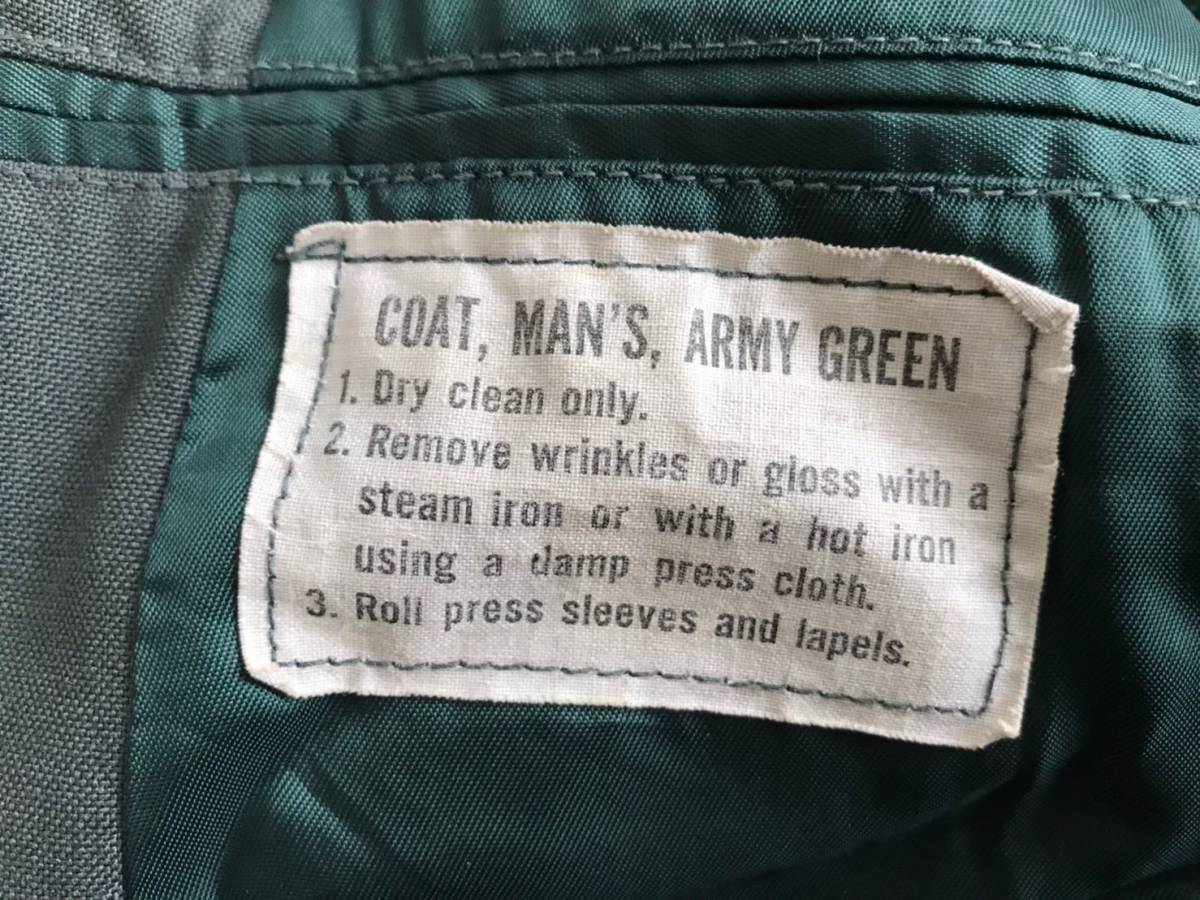 COAT, MAN'S, ARMY GREEN
1. Dry clean only.
2. Remove wrinkles or gloss with a
steam iron or with a hot iron
using a damp press cloth.
3. Roll press sleeves and lapels.